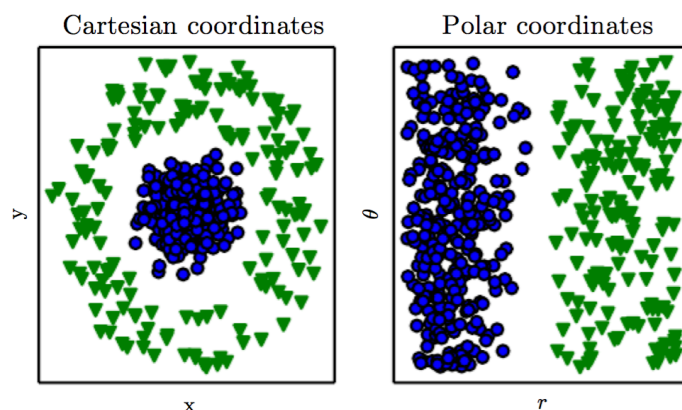 Cartesian coordinates
Polar coordinates
y
θ
x
r